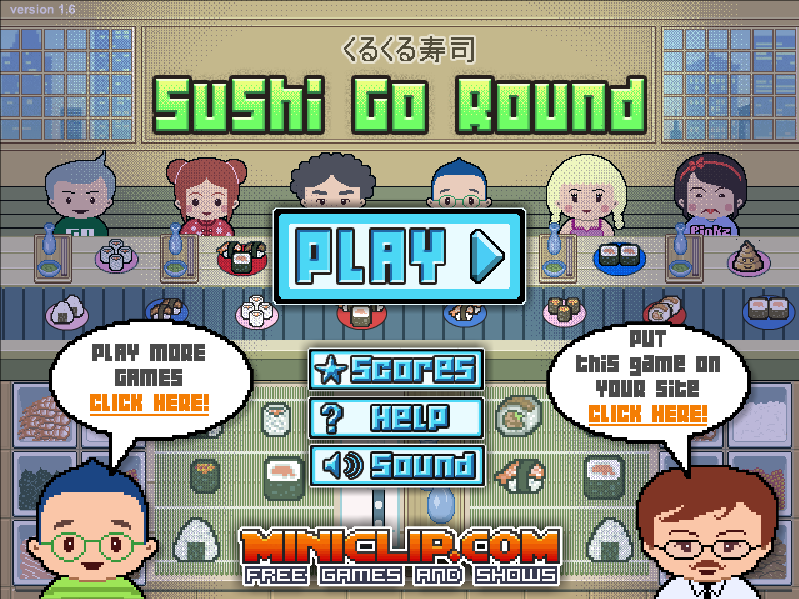 version 1.6
くるくる寿司
Sushi Go Round
PLAY
PLAY MORE
GAMES
CLICK HERE!
PUT
this game on
YOUR SITE
CLICK HERE!
Scores
Help
Sound
MINICLIP.COM
FREE GAMES AND SHOWS